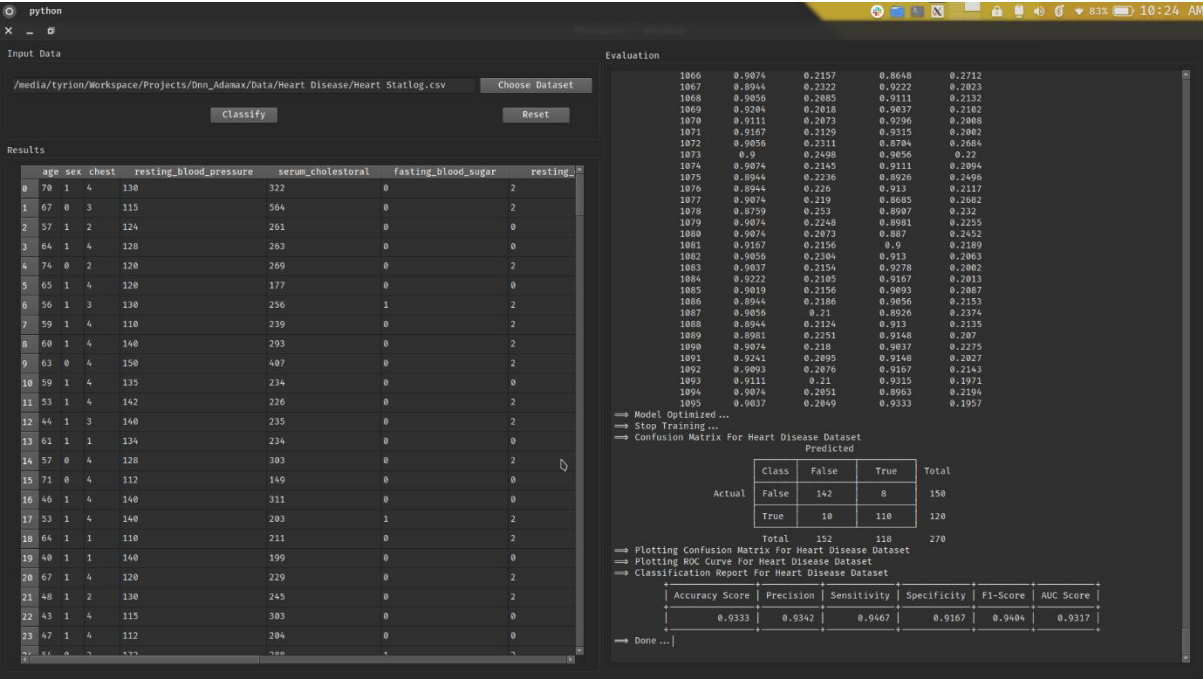 python
83% 10:24 AM
Input Data
/media/tyrion/Workspace/Projects/Dnn_Adamax/Data/Heart Disease/Heart Statlog.csv Choose Dataset
Classify Reset
Results
age sex chest resting_blood_pressure serum_cholestoral fasting_blood_sugar resting_
0 70 1 4 130 322 0 2
1 67 0 3 115 564 0 2
2 57 1 2 124 261 0 0
3 64 1 4 128 263 0 0
4 74 0 2 120 269 0 2
5 65 1 4 120 177 0 0
6 56 1 3 130 256 1 2
7 59 1 4 110 239 0 2
8 60 1 4 140 293 0 2
9 63 0 4 150 407 0 2
10 59 1 4 135 234 0 0
11 53 1 4 142 226 0 2
12 44 1 3 140 235 0 2
13 61 1 1 134 234 0 0
14 57 0 4 128 303 0 2
15 71 0 4 112 149 0 0
16 46 1 4 140 311 0 0
17 53 1 4 140 203 1 2
18 64 1 1 110 211 0 2
19 40 1 1 140 199 0 0
20 67 1 4 120 229 0 2
21 48 1 2 130 245 0 2
22 43 1 4 115 303 0 0
23 47 1 4 112 204 0 0
Evaluation
1066 0.9074 0.2157 0.8648 0.2712
1067 0.8944 0.2322 0.9222 0.2023
1068 0.9056 0.2085 0.9111 0.2132
1069 0.9204 0.2018 0.9037 0.2102
1070 0.9111 0.2073 0.9296 0.2008
1071 0.9167 0.2129 0.9315 0.2002
1072 0.9056 0.2311 0.8704 0.2684
1073 0.9 0.2498 0.9056 0.22
1074 0.9074 0.2145 0.9111 0.2094
1075 0.8944 0.2236 0.8926 0.2496
1076 0.8944 0.226 0.913 0.2117
1077 0.9074 0.219 0.8685 0.2682
1078 0.8759 0.253 0.8907 0.232
1079 0.9074 0.2248 0.8981 0.2255
1080 0.9074 0.2073 0.887 0.2452
1081 0.9167 0.2156 0.9 0.2189
1082 0.9056 0.2304 0.913 0.2063
1083 0.9037 0.2154 0.9278 0.2002
1084 0.9222 0.2105 0.9167 0.2013
1085 0.9019 0.2156 0.9093 0.2087
1086 0.8944 0.2186 0.9056 0.2153
1087 0.9056 0.21 0.8926 0.2374
1088 0.8944 0.2124 0.913 0.2135
1089 0.8981 0.2251 0.9148 0.207
1090 0.9074 0.218 0.9037 0.2275
1091 0.9241 0.2095 0.9148 0.2027
1092 0.9093 0.2076 0.9167 0.2143
1093 0.9111 0.21 0.9315 0.1971
1094 0.9074 0.2051 0.8963 0.2194
1095 0.9037 0.2049 0.9333 0.1957
⟹ Model Optimized ...
⟹ Stop Training ...
⟹ Confusion Matrix For Heart Disease Dataset
Predicted
Class False True Total
Actual False 142 8 150
True 10 110 120
Total 152 118 270
⟹ Plotting Confusion Matrix For Heart Disease Dataset
⟹ Plotting ROC Curve For Heart Disease Dataset
⟹ Classification Report For Heart Disease Dataset
Accuracy Score | Precision | Sensitivity | Specificity | F1-Score | AUC Score
0.9333 | 0.9342 | 0.9467 | 0.9167 | 0.9404 | 0.9317
⟹ Done ...